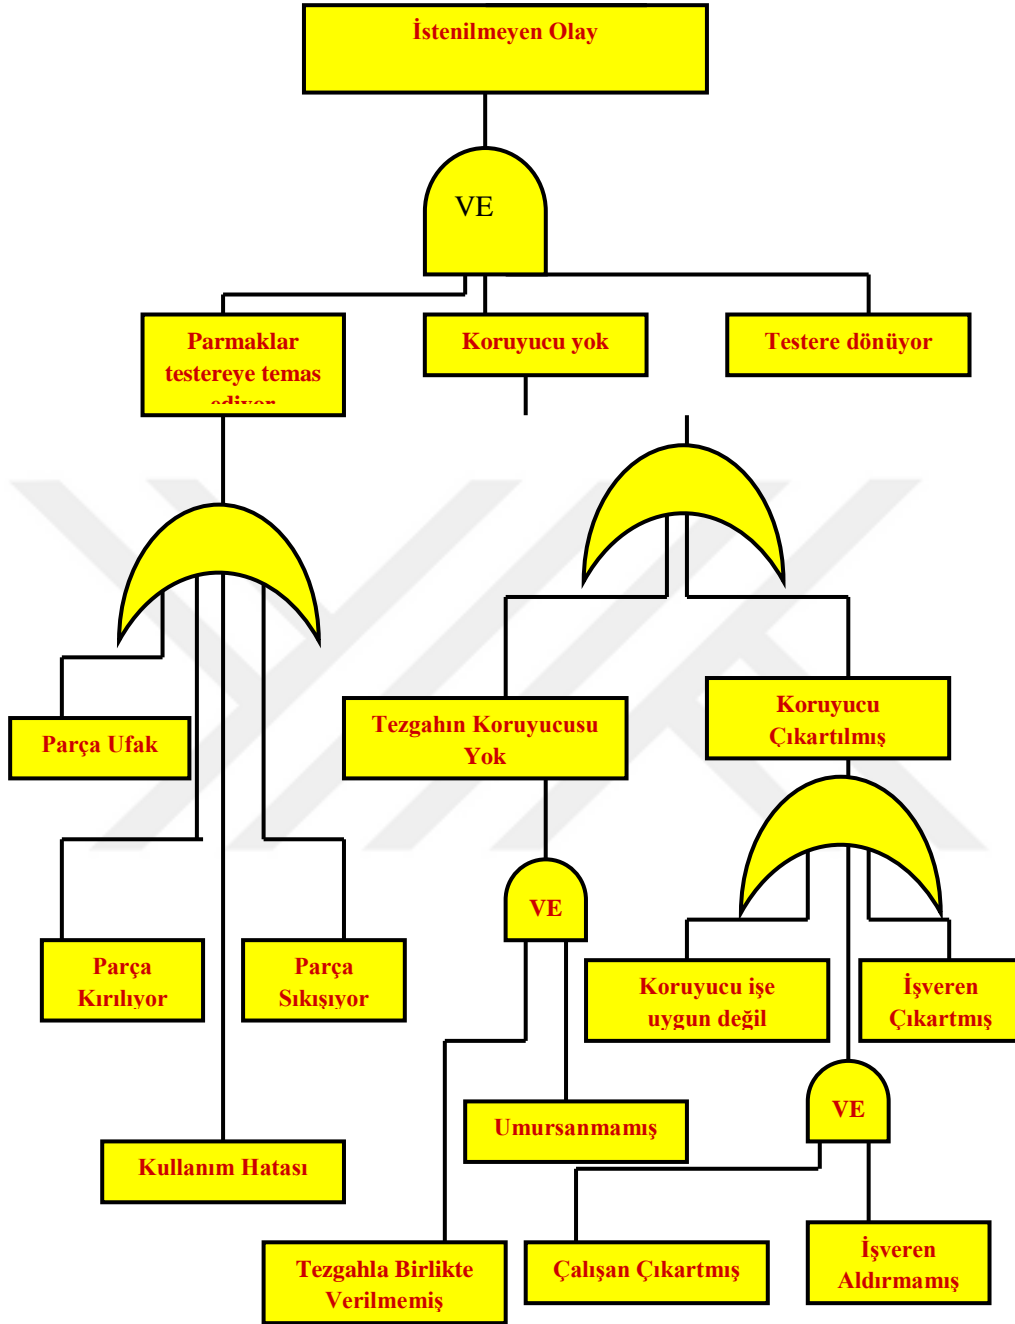 İstenilmeyen Olay
VE
Parmaklar
testereye temas
ediyor
Koruyucu yok
Testere dönüyor
Parça Ufak
Tezgahın Koruyucusu
Yok
Koruyucu
Çıkartılmış
VE
Parça
Kırılıyor
Parça
Sıkışıyor
Koruyucu işe
uygun değil
İşveren
Çıkartmış
VE
Umursanmamış
Kullanım Hatası
Tezgahla Birlikte
Verilmemiş
Çalışan Çıkartmış
İşveren
Aldırmamış